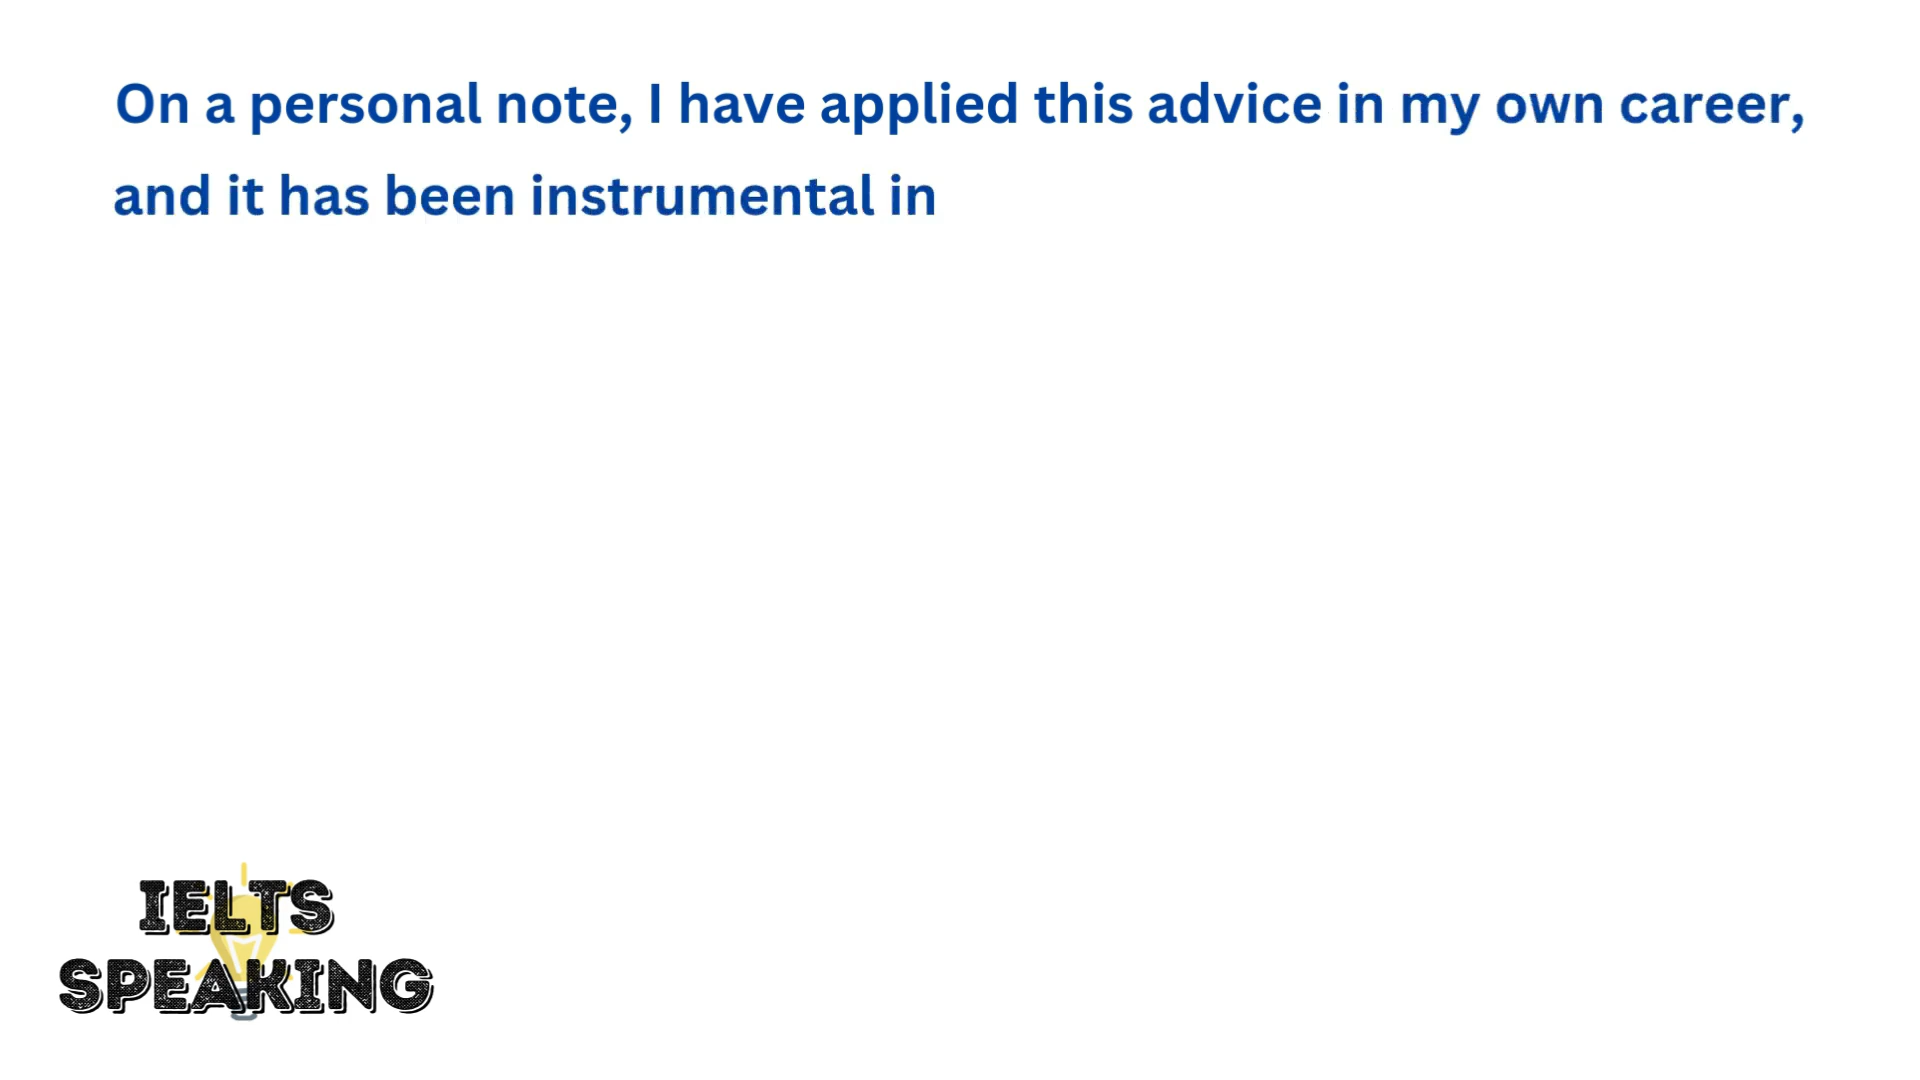 On a personal note, I have applied this advice in my own career,
and it has been instrumental in
IELTS
SPEAKING